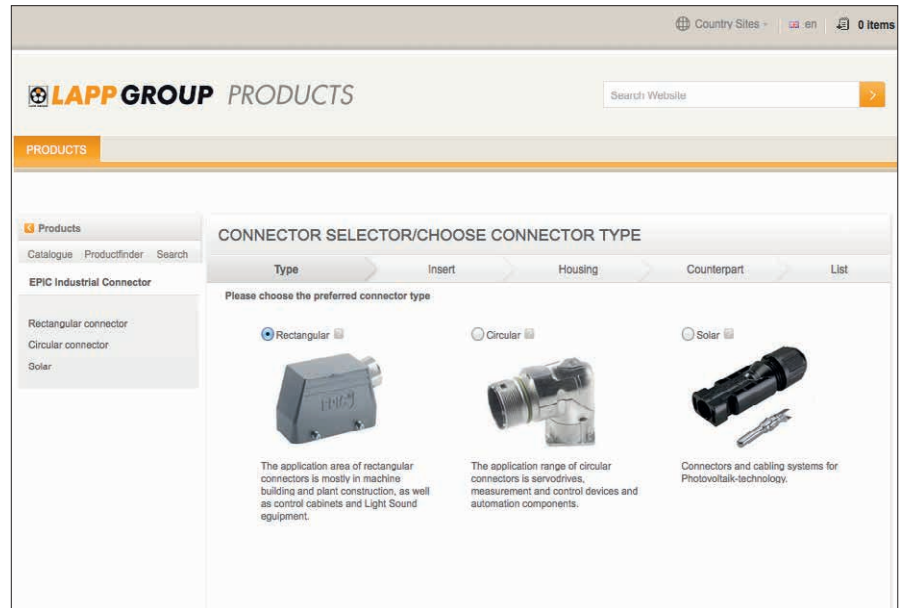 Country Sites en 0 items
LAPP GROUP PRODUCTS
Search Website
PRODUCTS
Products
Catalogue Productfinder Search
EPIC Industrial Connector
Rectangular connector
Circular connector
Solar
CONNECTOR SELECTOR/CHOOSE CONNECTOR TYPE
Type Insert Housing Counterpart List
Please choose the preferred connector type
Rectangular
EPIC
The application area of rectangular
connectors is mostly in machine
building and plant construction, as well
as control cabinets and Light Sound
equipment.
Circular
The application range of circular
connectors is servodrives,
measurement and control devices and
automation components.
Solar
Connectors and cabling systems for
Photovoltaik-technology.